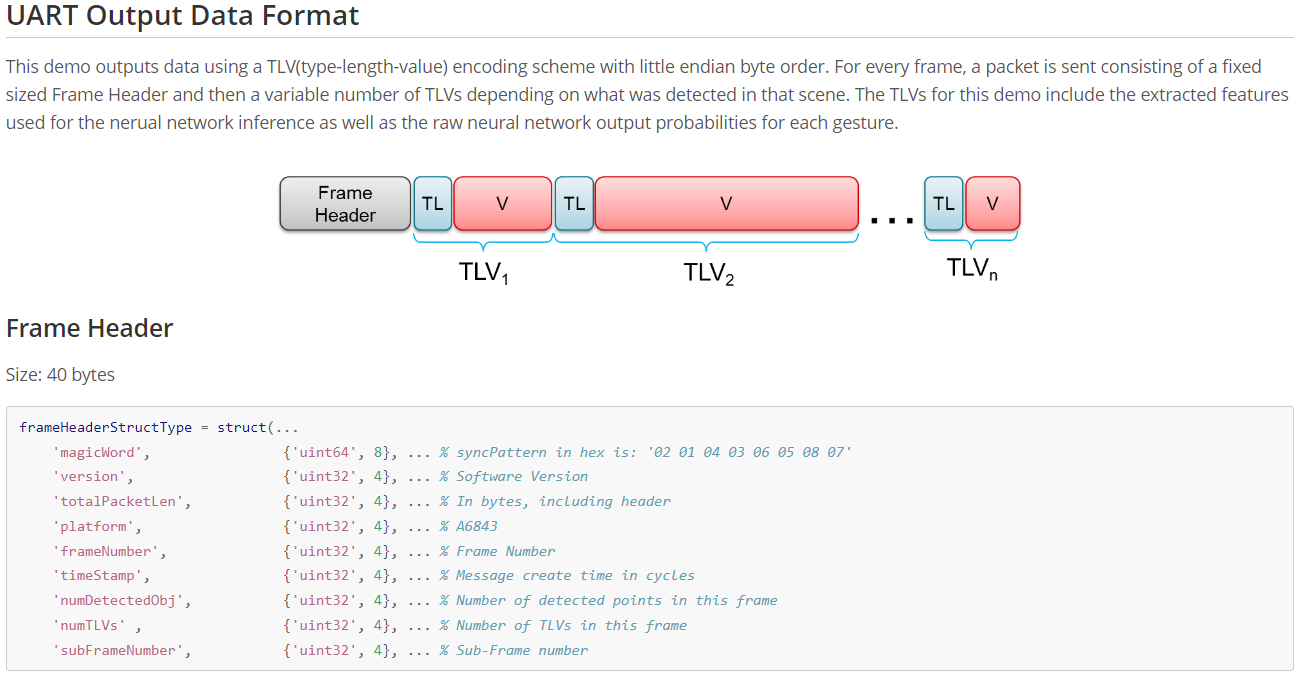 UART Output Data Format
This demo outputs data using a TLV(type-length-value) encoding scheme with little endian byte order. For every frame, a packet is sent consisting of a fixed
sized Frame Header and then a variable number of TLVs depending on what was detected in that scene. The TLVs for this demo include the extracted features
used for the nerual network inference as well as the raw neural network output probabilities for each gesture.
Frame
Header
TL V TL V ... TL V
TLV1 TLV2 TLVn
Frame Header
Size: 40 bytes
frameHeaderStructType = struct(...
'magicWord', {'uint64', 8}, ... % syncPattern in hex is: '02 01 04 03 06 05 08 07'
'version', {'uint32', 4}, ... % Software Version
'totalPacketLen', {'uint32', 4}, ... % In bytes, including header
'platform', {'uint32', 4}, ... % A6843
'frameNumber', {'uint32', 4}, ... % Frame Number
'timeStamp', {'uint32', 4}, ... % Message create time in cycles
'numDetectedObj', {'uint32', 4}, ... % Number of detected points in this frame
'numTLVs' , {'uint32', 4}, ... % Number of TLVs in this frame
'subFrameNumber', {'uint32', 4}, ... % Sub-Frame number